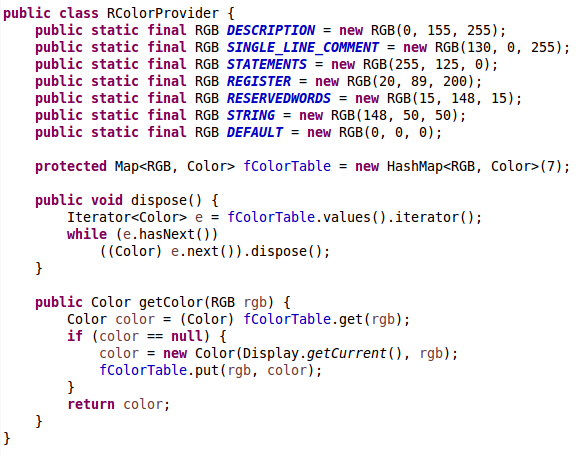 public class RColorProvider {
    public static final RGB DESCRIPTION = new RGB(0, 155, 255);
    public static final RGB SINGLE_LINE_COMMENT = new RGB(130, 0, 255);
    public static final RGB STATEMENTS = new RGB(255, 125, 0);
    public static final RGB REGISTER = new RGB(20, 89, 200);
    public static final RGB RESERVEDWORDS = new RGB(15, 148, 15);
    public static final RGB STRING = new RGB(148, 50, 50);
    public static final RGB DEFAULT = new RGB(0, 0, 0);

    protected Map<RGB, Color> fColorTable = new HashMap<RGB, Color>(7);

    public void dispose() {
        Iterator<Color> e = fColorTable.values().iterator();
        while (e.hasNext())
            ((Color) e.next()).dispose();
    }

    public Color getColor(RGB rgb) {
        Color color = (Color) fColorTable.get(rgb);
        if (color == null) {
            color = new Color(Display.getCurrent(), rgb);
            fColorTable.put(rgb, color);
        }
        return color;
    }
}